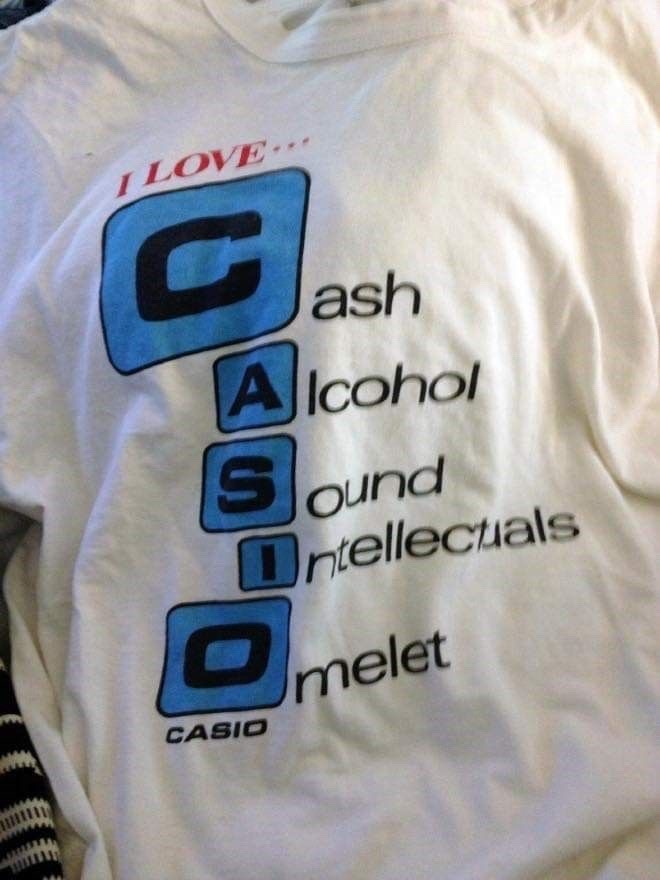 I LOVE...
Cash
Alcohol
Sound
Intellectuals
Omelet
CASIO